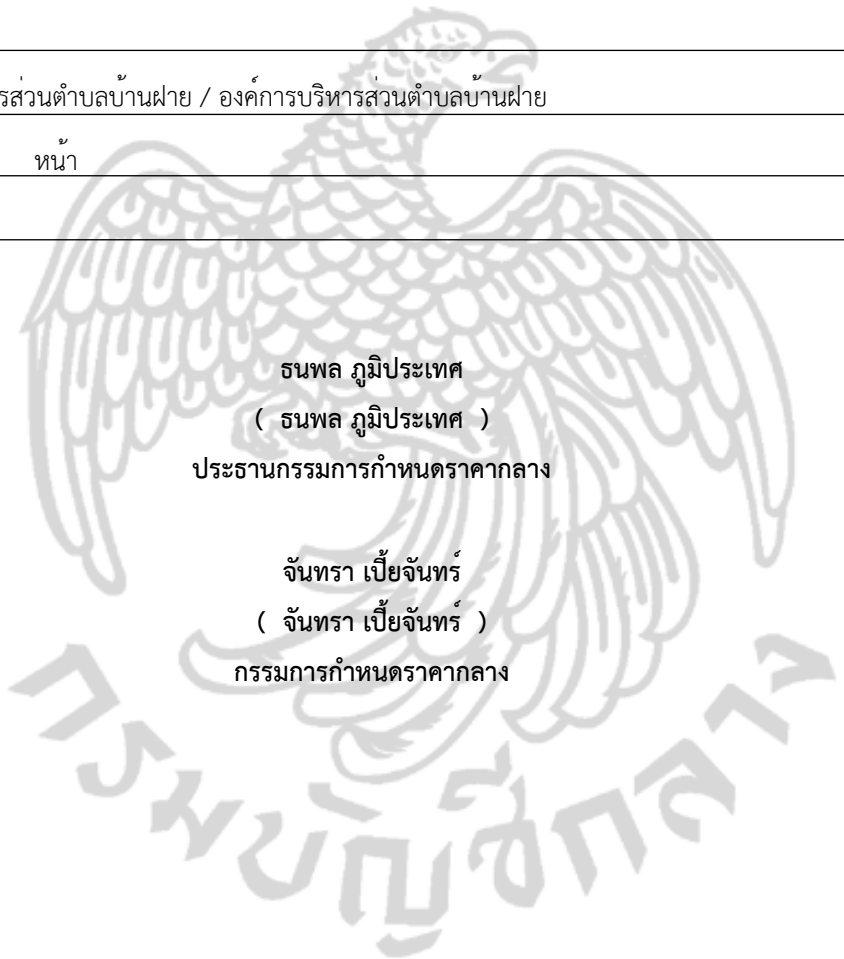 รส่วนตำบลบ้านฝาย / องค์การบริหารส่วนตำบลบ้านฝาย
หน้า
ธนพล ภูมิประเทศ
( ธนพล ภูมิประเทศ )
ประธานกรรมการกำหนดราคากลาง
จันทรา เปี้ยจันทร์
( จันทรา เปี้ยจันทร์ )
กรรมการกำหนดราคากลาง
กรมบัญชีกลาง